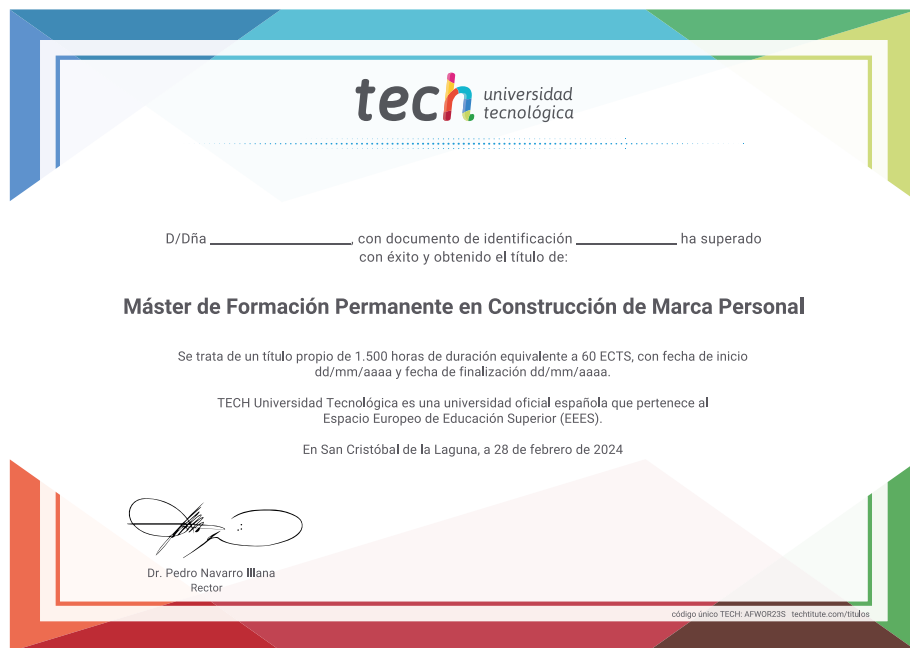 tech universidad
tecnológica
D/Dña ________________, con documento de identificación ____________ ha superado
con éxito y obtenido el título de:
Máster de Formación Permanente en Construcción de Marca Personal
Se trata de un título propio de 1.500 horas de duración equivalente a 60 ECTS, con fecha de inicio
dd/mm/aaaa y fecha de finalización dd/mm/aaaa.
TECH Universidad Tecnológica es una universidad oficial española que pertenece al
Espacio Europeo de Educación Superior (EEES).
En San Cristóbal de la Laguna, a 28 de febrero de 2024
Dr. Pedro Navarro Illana
Rector
código único TECH: AFWOR23S techtitute.com/titulos